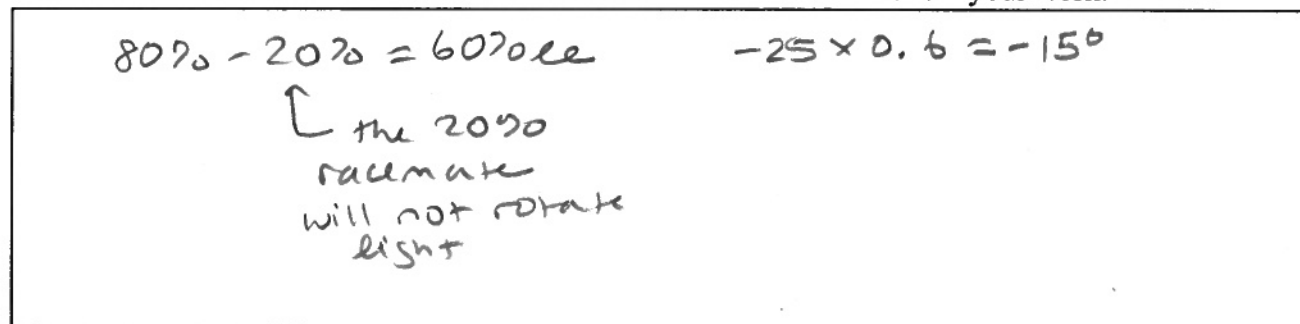 80% - 20% = 60% ee
-25 × 0.6 = -15°
the 20%
racemate
will not rotate
light